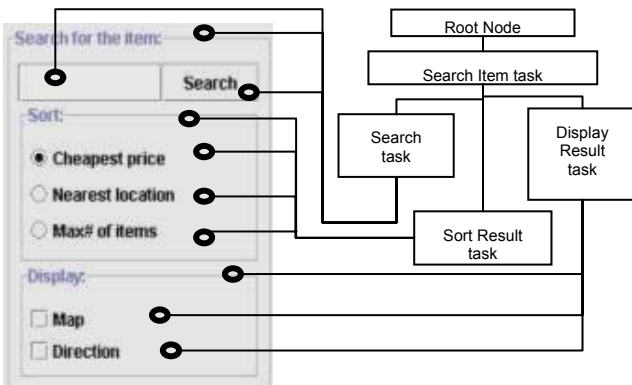 Search for the item:
Search
Sort:
Cheapest price
Nearest location
Max# of items
Display:
Map
Direction
Root Node
Search Item task
Search
task
Display
Result
task
Sort Result
task